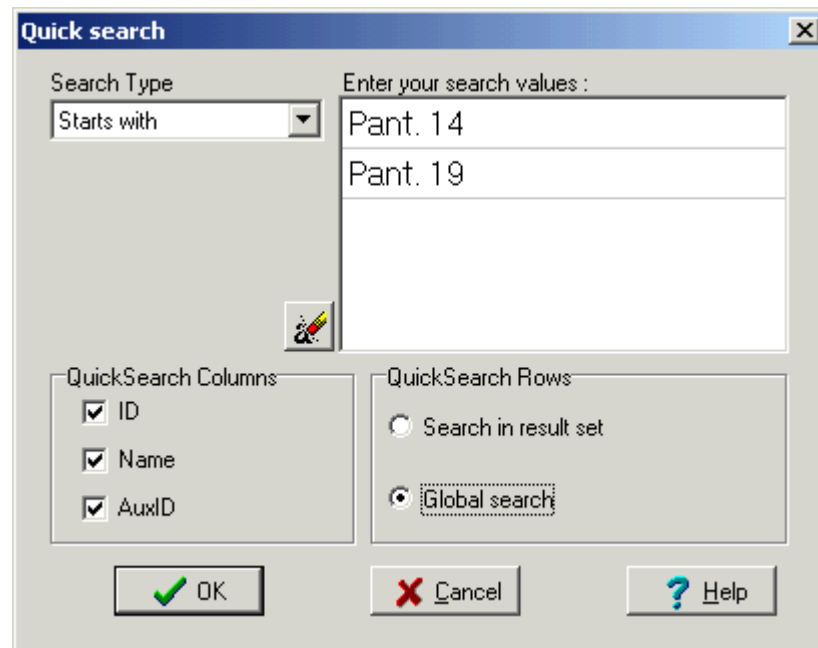 Quick search
Search Type
Starts with
Enter your search values :
Pant. 14
Pant. 19
QuickSearch Columns
ID
Name
AuxID
QuickSearch Rows
Search in result set
Global search
OK
Cancel
Help